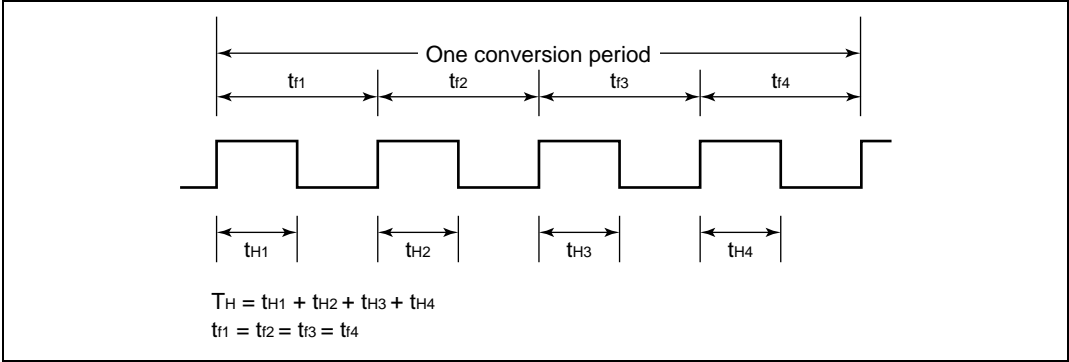 One conversion period
tf1 tf2 tf3 tf4
tH1 tH2 tH3 tH4
TH = tH1 + tH2 + tH3 + tH4
tf1 = tf2 = tf3 = tf4